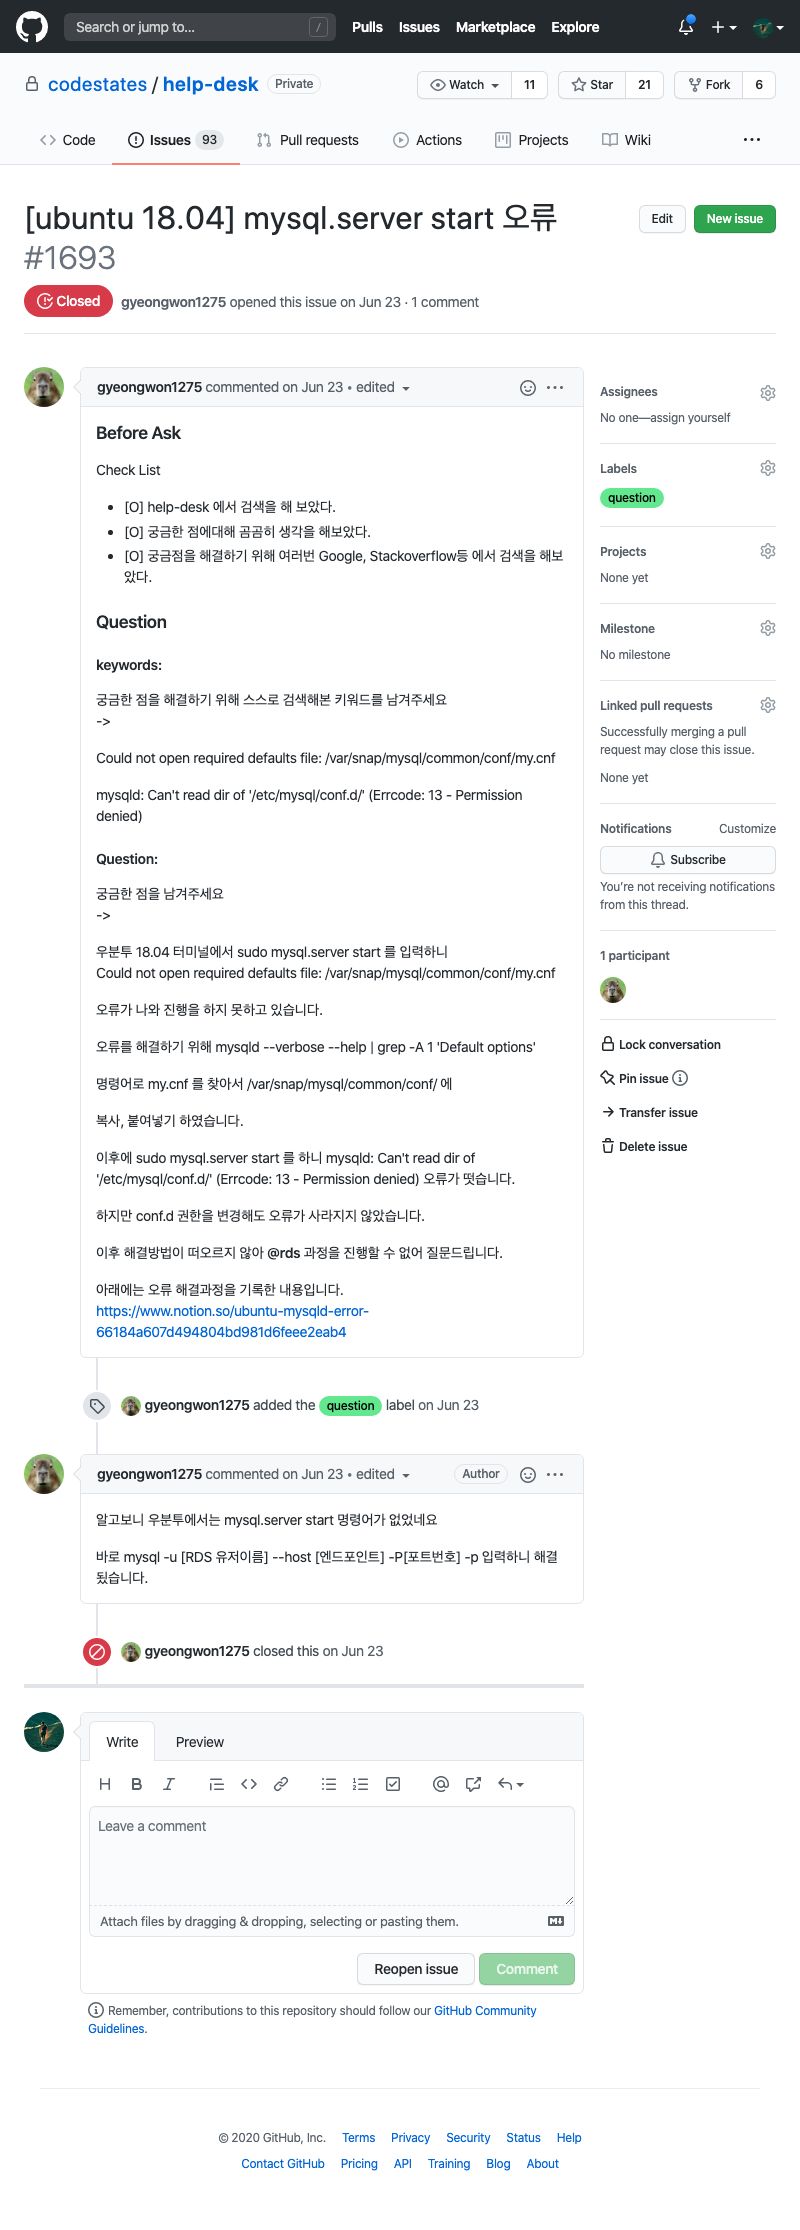 Search or jump to... /
Pulls Issues Marketplace Explore
codestates / help-desk Private
Watch 11 Star 21 Fork 6
Code Issues 93 Pull requests Actions Projects Wiki ...
[ubuntu 18.04] mysql.server start 오류
#1693
Edit New issue
Closed gyeongwon1275 opened this issue on Jun 23 · 1 comment
gyeongwon1275 commented on Jun 23 • edited
Before Ask
Check List
• [O] help-desk 에서 검색을 해 보았다.
• [O] 궁금한 점에대해 곰곰히 생각을 해보았다.
• [O] 궁금점을 해결하기 위해 여러번 Google, Stackoverflow등 에서 검색을 해보
았다.
Question
keywords:
궁금한 점을 해결하기 위해 스스로 검색해본 키워드를 남겨주세요
->
Could not open required defaults file: /var/snap/mysql/common/conf/my.cnf
mysqld: Can't read dir of '/etc/mysql/conf.d/' (Errcode: 13 - Permission
denied)
Question:
궁금한 점을 남겨주세요
->
우분투 18.04 터미널에서 sudo mysql.server start 를 입력하니
Could not open required defaults file: /var/snap/mysql/common/conf/my.cnf
오류가 나와 진행을 하지 못하고 있습니다.
오류를 해결하기 위해 mysqld --verbose --help | grep -A 1 'Default options'
명령어로 my.cnf 를 찾아서 /var/snap/mysql/common/conf/ 에
복사, 붙여넣기 하였습니다.
이후에 sudo mysql.server start 를 하니 mysqld: Can't read dir of
'/etc/mysql/conf.d/' (Errcode: 13 - Permission denied) 오류가 떳습니다.
하지만 conf.d 권한을 변경해도 오류가 사라지지 않았습니다.
이후 해결방법이 떠오르지 않아 @rds 과정을 진행할 수 없어 질문드립니다.
아래에는 오류 해결과정을 기록한 내용입니다.
https://www.notion.so/ubuntu-mysqld-error-
66184a607d494804bd981d6feee2eab4
Assignees
No one—assign yourself
Labels
question
Projects
None yet
Milestone
No milestone
Linked pull requests
Successfully merging a pull
request may close this issue.
None yet
Notifications Customize
Subscribe
You're not receiving notifications
from this thread.
1 participant
Lock conversation
Pin issue
Transfer issue
Delete issue
gyeongwon1275 added the question label on Jun 23
gyeongwon1275 commented on Jun 23 • edited Author
알고보니 우분투에서는 mysql.server start 명령어가 없었네요
바로 mysql -u [RDS 유저이름] --host [엔드포인트] -P[포트번호] -p 입력하니 해결
됬습니다.
gyeongwon1275 closed this on Jun 23
Write Preview
H B I
Leave a comment
Attach files by dragging & dropping, selecting or pasting them.
Reopen issue Comment
Remember, contributions to this repository should follow our GitHub Community
Guidelines.
© 2020 GitHub, Inc. Terms Privacy Security Status Help
Contact GitHub Pricing API Training Blog About